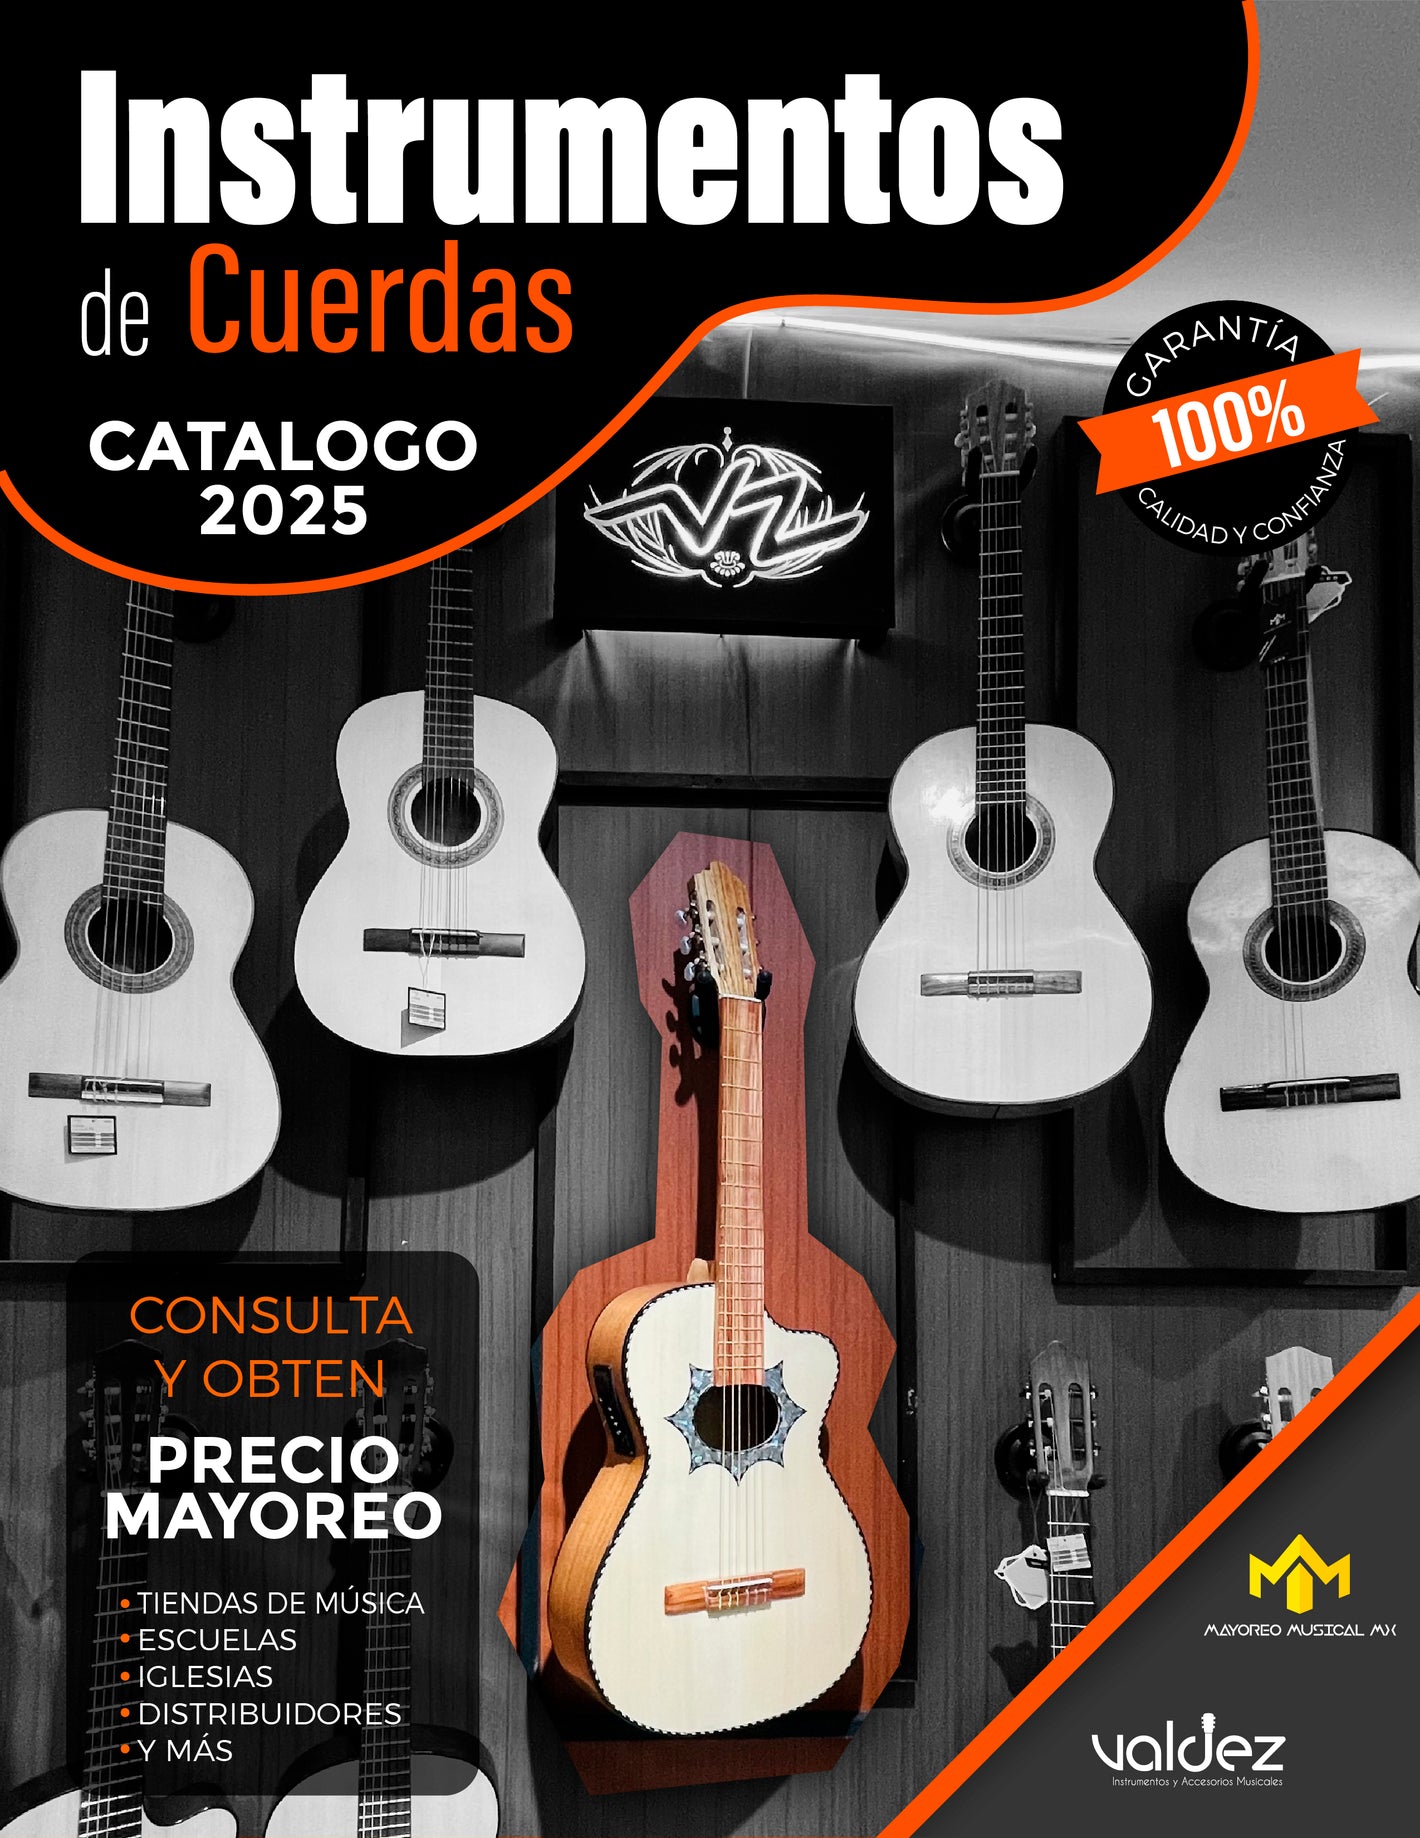 Instrumentos
de Cuerdas
CATALOGO
2025
GARANTÍA
100%
CALIDAD Y CONFIANZA
VZ
CONSULTA
Y OBTEN
PRECIO
MAYOREO
• TIENDAS DE MÚSICA
• ESCUELAS
• IGLESIAS
• DISTRIBUIDORES
• Y MÁS
MAYOREO MUSICAL MX
valdez
Instrumentos y Accesorios Musicales